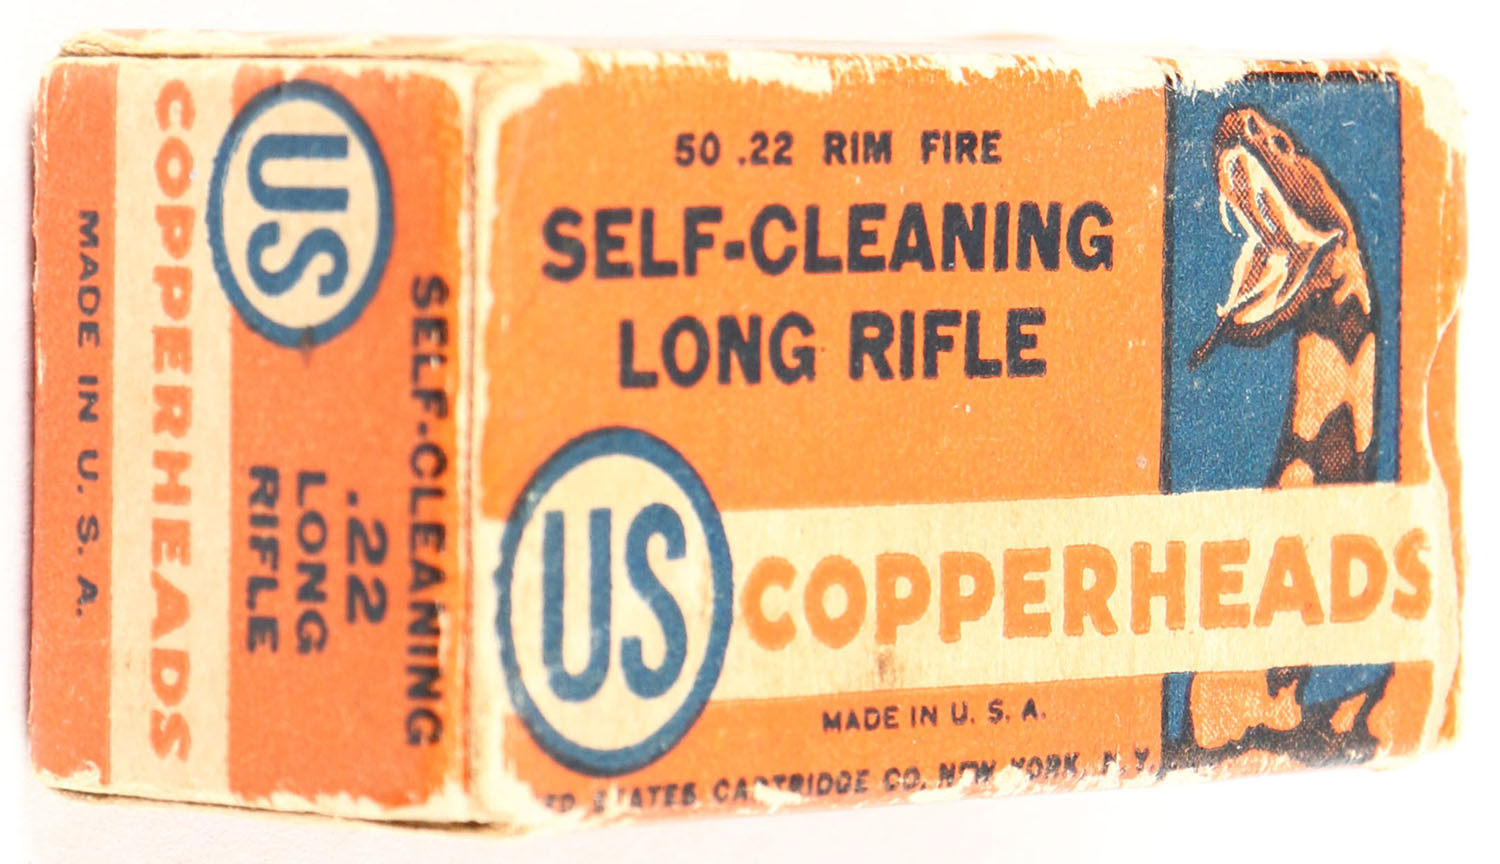 50 .22 RIM FIRE
SELF-CLEANING
LONG RIFLE
US
COPPERHEADS
MADE IN U. S. A.
CARTRIDGE CO. NEW YORK, N.Y.
SELF-CLEANING
.22
LONG
RIFLE
US
COPPERHEADS
MADE IN U. S. A.